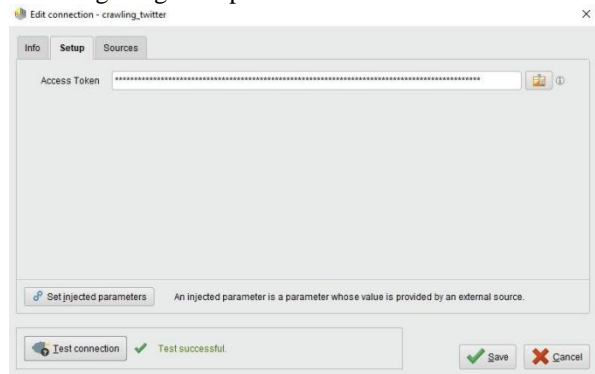 Edit connection - crawling_twitter
Info Setup Sources
Access Token ****************************************************************************************************
Set injected parameters An injected parameter is a parameter whose value is provided by an external source.
Test connection Test successful.
Save Cancel